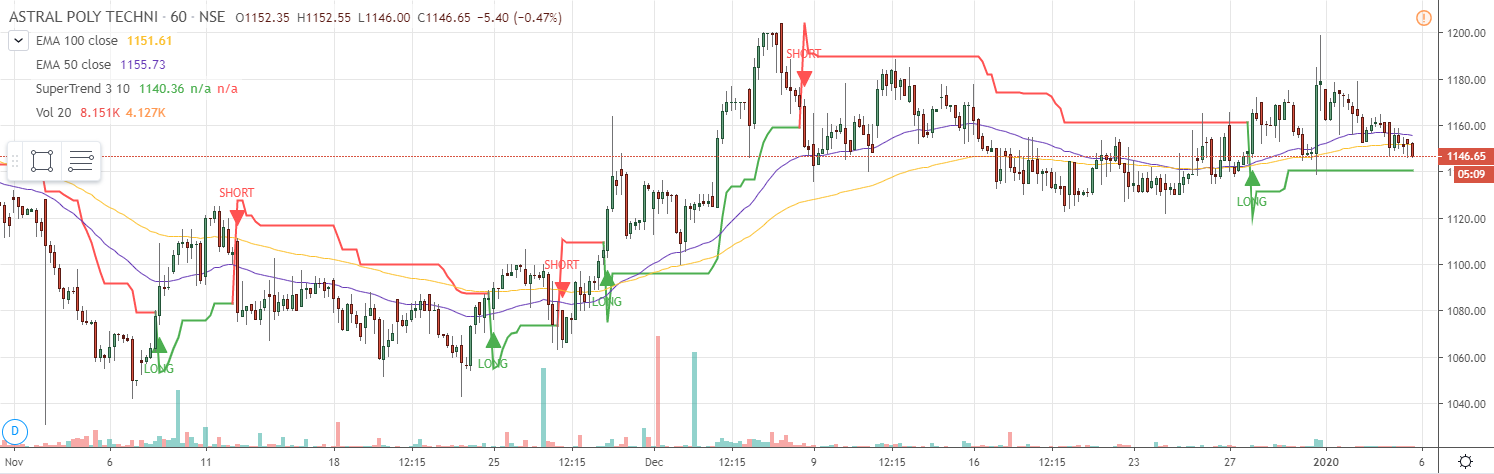 ASTRAL POLY TECHNI · 60 · NSE O1152.35 H1152.55 L1146.00 C1146.65 −5.40 (−0.47%)
EMA 100 close 1151.61
EMA 50 close 1155.73
SuperTrend 3 10 1140.36 n/a n/a
Vol 20 8.151K 4.127K
1200.00
SHORT
1180.00
1160.00
1146.65
05:09
SHORT
LONG
1120.00
SHORT
1100.00
LONG
1080.00
LONG
LONG
1060.00
1040.00
D
Nov 6 11 18 12:15 25 12:15 Dec 12:15 9 12:15 16 12:15 23 27 2020 6